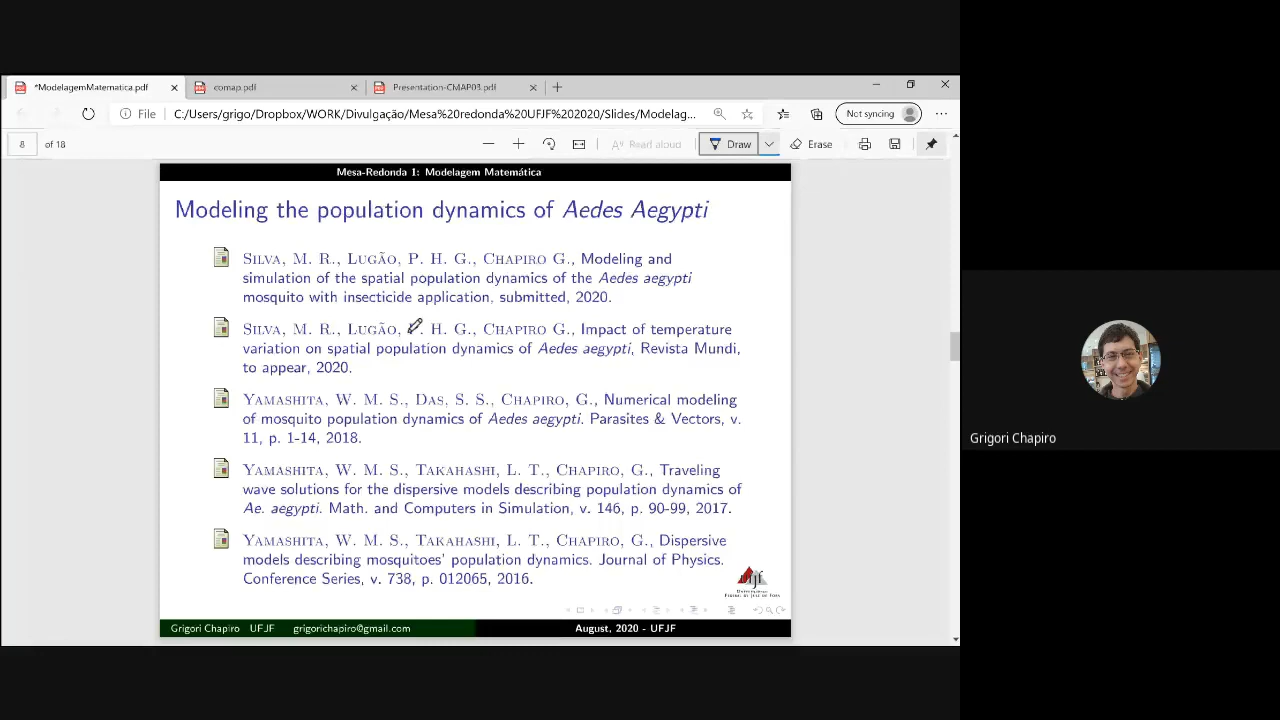 *ModelagemMatematica.pdf
comap.pdf
Presentation-CMAP03.pdf
File
C:/Users/grigo/Dropbox/WORK/Divulgação/Mesa%20redonda%20UFJF%202020/Slides/Modelag...
Not syncing
8 of 18
Read aloud
Draw
Erase
Mesa-Redonda 1: Modelagem Matemática
Modeling the population dynamics of Aedes Aegypti
Silva, M. R., Lugão, P. H. G., Chapiro G., Modeling and
simulation of the spatial population dynamics of the Aedes aegypti
mosquito with insecticide application, submitted, 2020.
Silva, M. R., Lugão, P. H. G., Chapiro G., Impact of temperature
variation on spatial population dynamics of Aedes aegypti, Revista Mundi,
to appear, 2020.
Yamashita, W. M. S., Das, S. S., Chapiro, G., Numerical modeling
of mosquito population dynamics of Aedes aegypti. Parasites & Vectors, v.
11, p. 1-14, 2018.
Yamashita, W. M. S., Takahashi, L. T., Chapiro, G., Traveling
wave solutions for the dispersive models describing population dynamics of
Ae. aegypti. Math. and Computers in Simulation, v. 146, p. 90-99, 2017.
Yamashita, W. M. S., Takahashi, L. T., Chapiro, G., Dispersive
models describing mosquitoes' population dynamics. Journal of Physics.
Conference Series, v. 738, p. 012065, 2016.
ufjf
Universidade
Federal de Juiz de Fora
Grigori Chapiro UFJF grigorichapiro@gmail.com
August, 2020 - UFJF
Grigori Chapiro